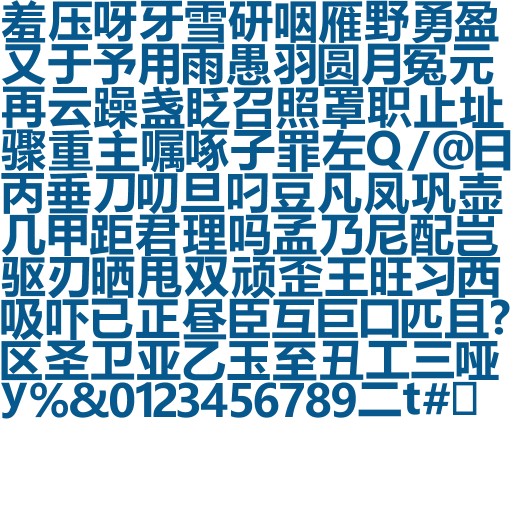 羞压呀牙雪研咽雁野勇盈
又于予用雨愚羽圆月冤元
再云躁盏眨召照罩职止址
骤重主嘱啄子罪左Q/@日
丙垂刀叨旦叼豆凡凤巩壶
几甲距君理吗孟乃尼配岂
驱刃晒甩双顽歪王旺习西
吸吓已正昼臣互巨口匹且?
区圣卫亚乙玉至丑工三哑
y%&0123456789二t#